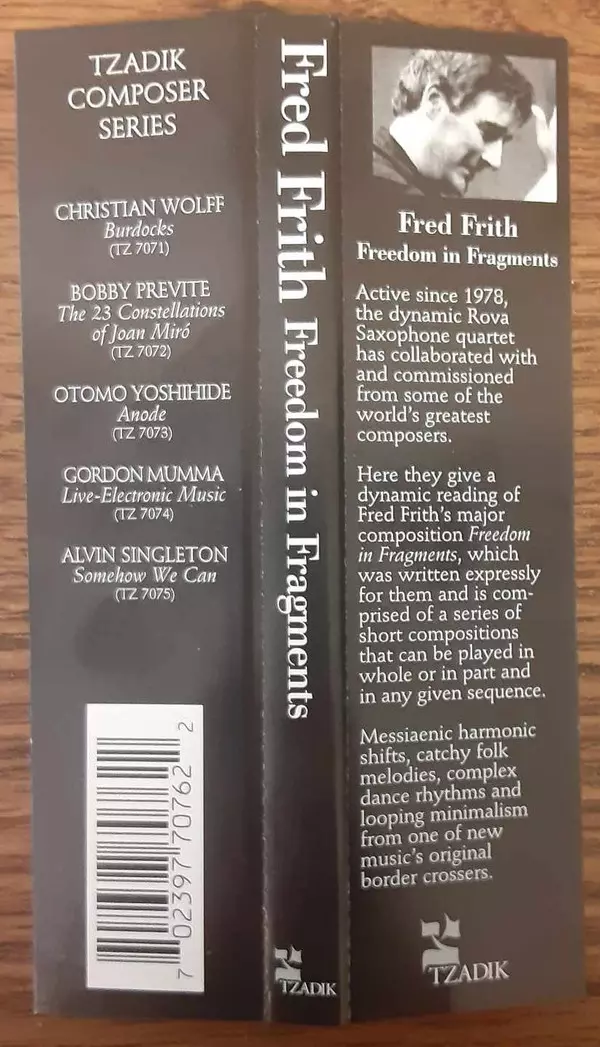 TZADIK
COMPOSER
SERIES
CHRISTIAN WOLFF
Burdocks
(TZ 7071)
BOBBY PREVITE
The 23 Constellations
of Joan Miró
(TZ 7072)
OTOMO YOSHIHIDE
Anode
(TZ 7073)
GORDON MUMMA
Live-Electronic Music
(TZ 7074)
ALVIN SINGLETON
Somehow We Can
(TZ 7075)
7 02397 70762 2
Fred Frith Freedom in Fragments
צ
TZADIK
Fred Frith
Freedom in Fragments
Active since 1978,
the dynamic Rova
Saxophone quartet
has collaborated with
and commissioned
from some of the
world's greatest
composers.
Here they give a
dynamic reading of
Fred Frith's major
composition Freedom
in Fragments, which
was written expressly
for them and is com-
prised of a series of
short compositions
that can be played in
whole or in part and
in any given sequence.
Messiaenic harmonic
shifts, catchy folk
melodies, complex
dance rhythms and
looping minimalism
from one of new
music's original
border crossers.
צ
TZADIK